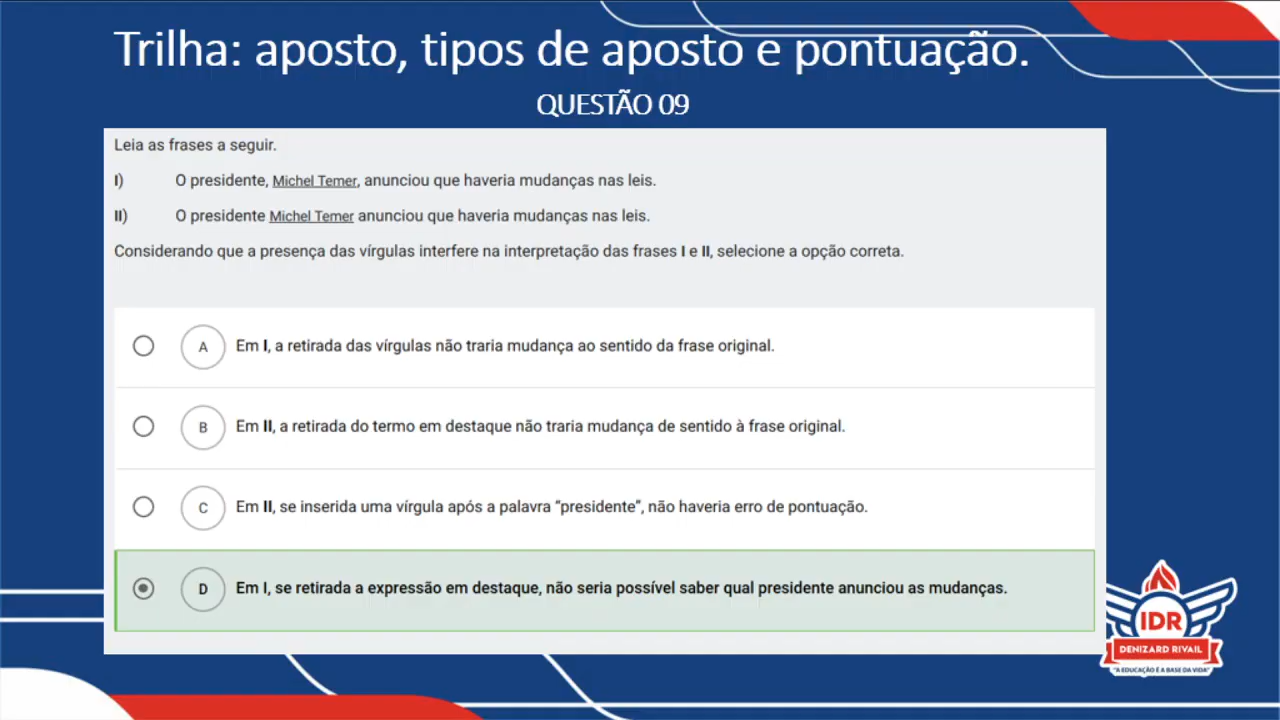 Trilha: aposto, tipos de aposto e pontuação.
QUESTÃO 09
Leia as frases a seguir.
I) O presidente, Michel Temer, anunciou que haveria mudanças nas leis.
II) O presidente Michel Temer anunciou que haveria mudanças nas leis.
Considerando que a presença das vírgulas interfere na interpretação das frases I e II, selecione a opção correta.
A Em I, a retirada das vírgulas não traria mudança ao sentido da frase original.
B Em II, a retirada do termo em destaque não traria mudança de sentido à frase original.
C Em II, se inserida uma vírgula após a palavra “presidente”, não haveria erro de pontuação.
D Em I, se retirada a expressão em destaque, não seria possível saber qual presidente anunciou as mudanças.
IDR
DENIZARD RIVAIL
"A EDUCAÇÃO É A BASE DA VIDA"